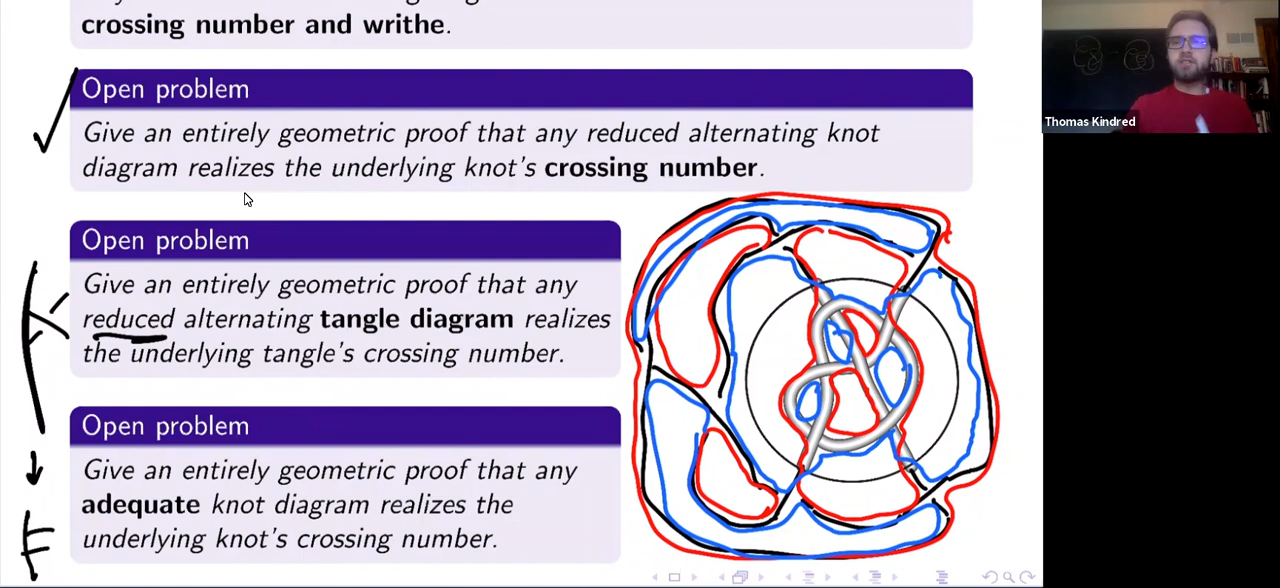 crossing number and writhe.
Open problem
Give an entirely geometric proof that any reduced alternating knot
diagram realizes the underlying knot's crossing number.
Open problem
Give an entirely geometric proof that any
reduced alternating tangle diagram realizes
the underlying tangle's crossing number.
Open problem
Give an entirely geometric proof that any
adequate knot diagram realizes the
underlying knot's crossing number.
Thomas Kindred